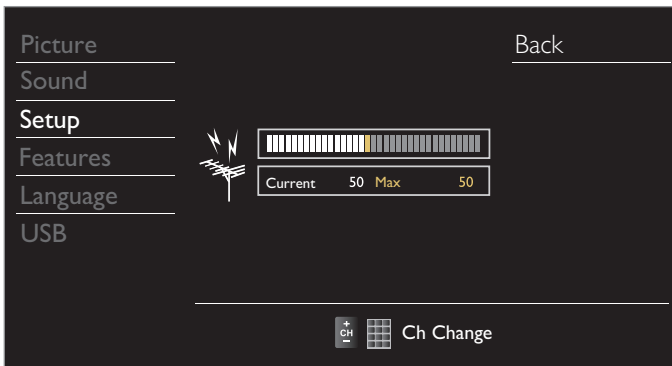 Picture
Sound
Setup
Features
Language
USB
Back
Current 50 Max 50
+
CH
−
Ch Change